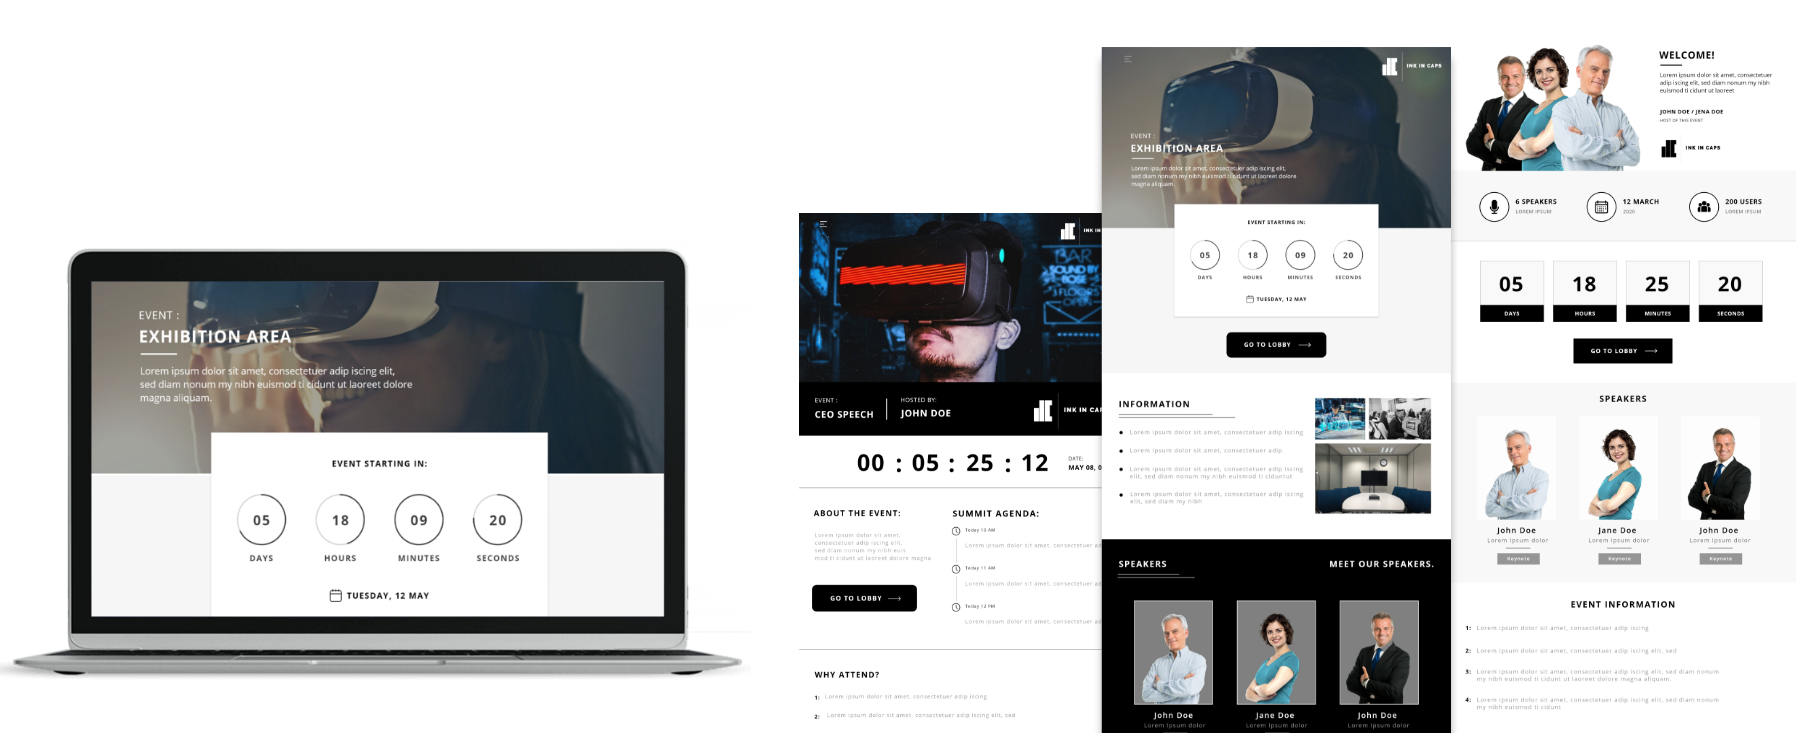 EVENT :
EXHIBITION AREA
Lorem ipsum dolor sit amet, consectetuer adip iscing elit,
sed diam nonum my nibh euismod ti cidunt ut laoreet dolore
magna aliquam.
EVENT STARTING IN:
05 18 09 20
DAYS HOURS MINUTES SECONDS
TUESDAY, 12 MAY
INK IN
BAR
SOUND BY
ROSE
3 FLOORS
OPEN
EVENT :
CEO SPEECH
HOSTED BY:
JOHN DOE
INK IN CAP
00 : 05 : 25 : 12
DATE:
MAY 08, 0
ABOUT THE EVENT:
Lorem ipsum dolor sit amet,
consectetuer adip iscing elit,
sed diam nonum my nibh euis
mod ti cidunt ut laoreet dolore magna
GO TO LOBBY
SUMMIT AGENDA:
Today 10 AM
Lorem ipsum dolor sit amet, consectetuer ad
Today 11 AM
Lorem ipsum dolor sit amet, consectetuer ad
Today 12 PM
Lorem ipsum dolor sit amet, consectetuer ad
WHY ATTEND?
1: Lorem ipsum dolor sit amet, consectetuer adip iscing
2: Lorem ipsum dolor sit amet, consectetuer adip iscing elit, sed
INK IN CAPS
EVENT :
EXHIBITION AREA
Lorem ipsum dolor sit amet, consectetuer adip iscing elit,
sed diam nonum my nibh euismod ti cidunt ut laoreet dolore
magna aliquam.
EVENT STARTING IN:
05 18 09 20
DAYS HOURS MINUTES SECONDS
TUESDAY, 12 MAY
GO TO LOBBY
INFORMATION
Lorem ipsum dolor sit amet, consectetuer adip iscing
Lorem ipsum dolor sit amet, consectetuer adip
Lorem ipsum dolor sit amet, consectetuer adip iscing
elit, sed diam nonum my nibh euismod ti ciduntut
Lorem ipsum dolor sit amet, consectetuer adip iscing
elit, sed diam my nibh
SPEAKERS
MEET OUR SPEAKERS.
John Doe Jane Doe John Doe
Lorem ipsum dolor Lorem ipsum dolor Lorem ipsum dolor
WELCOME!
Lorem ipsum dolor sit amet, consectetuer
adip iscing elit, sed diam nonum my nibh
euismod ti cidunt ut laoreet
JOHN DOE / JENA DOE
HOST OF THE EVENT
INK IN CAPS
6 SPEAKERS
LOREM IPSUM
12 MARCH
2020
200 USERS
LOREM IPSUM
05 18 25 20
DAYS HOURS MINUTES SECONDS
GO TO LOBBY
SPEAKERS
John Doe Jane Doe John Doe
Lorem ipsum dolor Lorem ipsum dolor Lorem ipsum dolor
Keynote Keynote Keynote
EVENT INFORMATION
1: Lorem ipsum dolor sit amet, consectetuer adip iscing
2: Lorem ipsum dolor sit amet, consectetuer adip iscing elit, sed
3: Lorem ipsum dolor sit amet, consectetuer adip iscing elit, sed diam nonum
my nibh euismod ti cidunt ut laoreet dolore magna aliquam.
4: Lorem ipsum dolor sit amet, consectetuer adip iscing elit, sed diam nonum
my nibh euismod ti cidunt